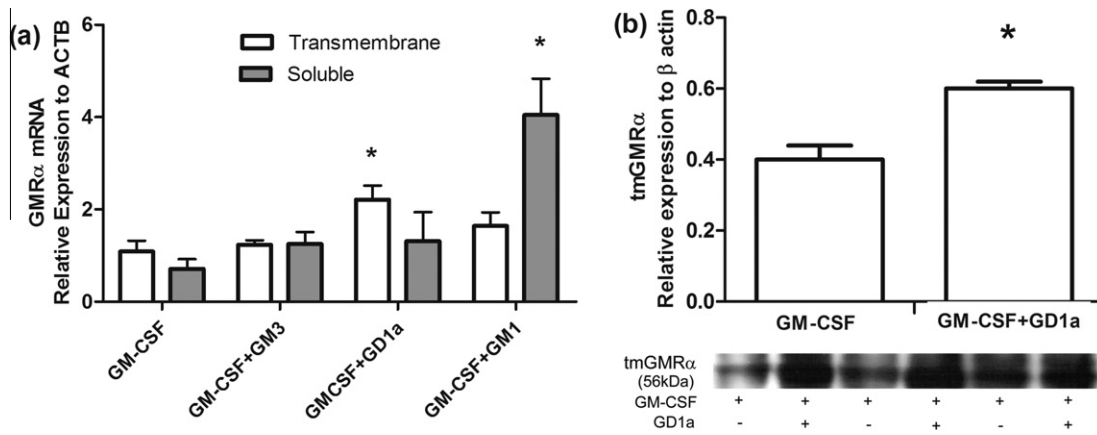 (a)
GMRα mRNA
Relative Expression to ACTB
6
4
2
0
Transmembrane
Soluble
*
*
GM-CSF
GM-CSF+GM3
GMCSF+GD1a
GM-CSF+GM1
(b)
tmGMRα
Relative expression to β actin
0.8
0.6
0.4
0.2
0.0
*
GM-CSF
GM-CSF+GD1a
tmGMRα
(56kDa)
GM-CSF + + + + + +
GD1a - + - + - +